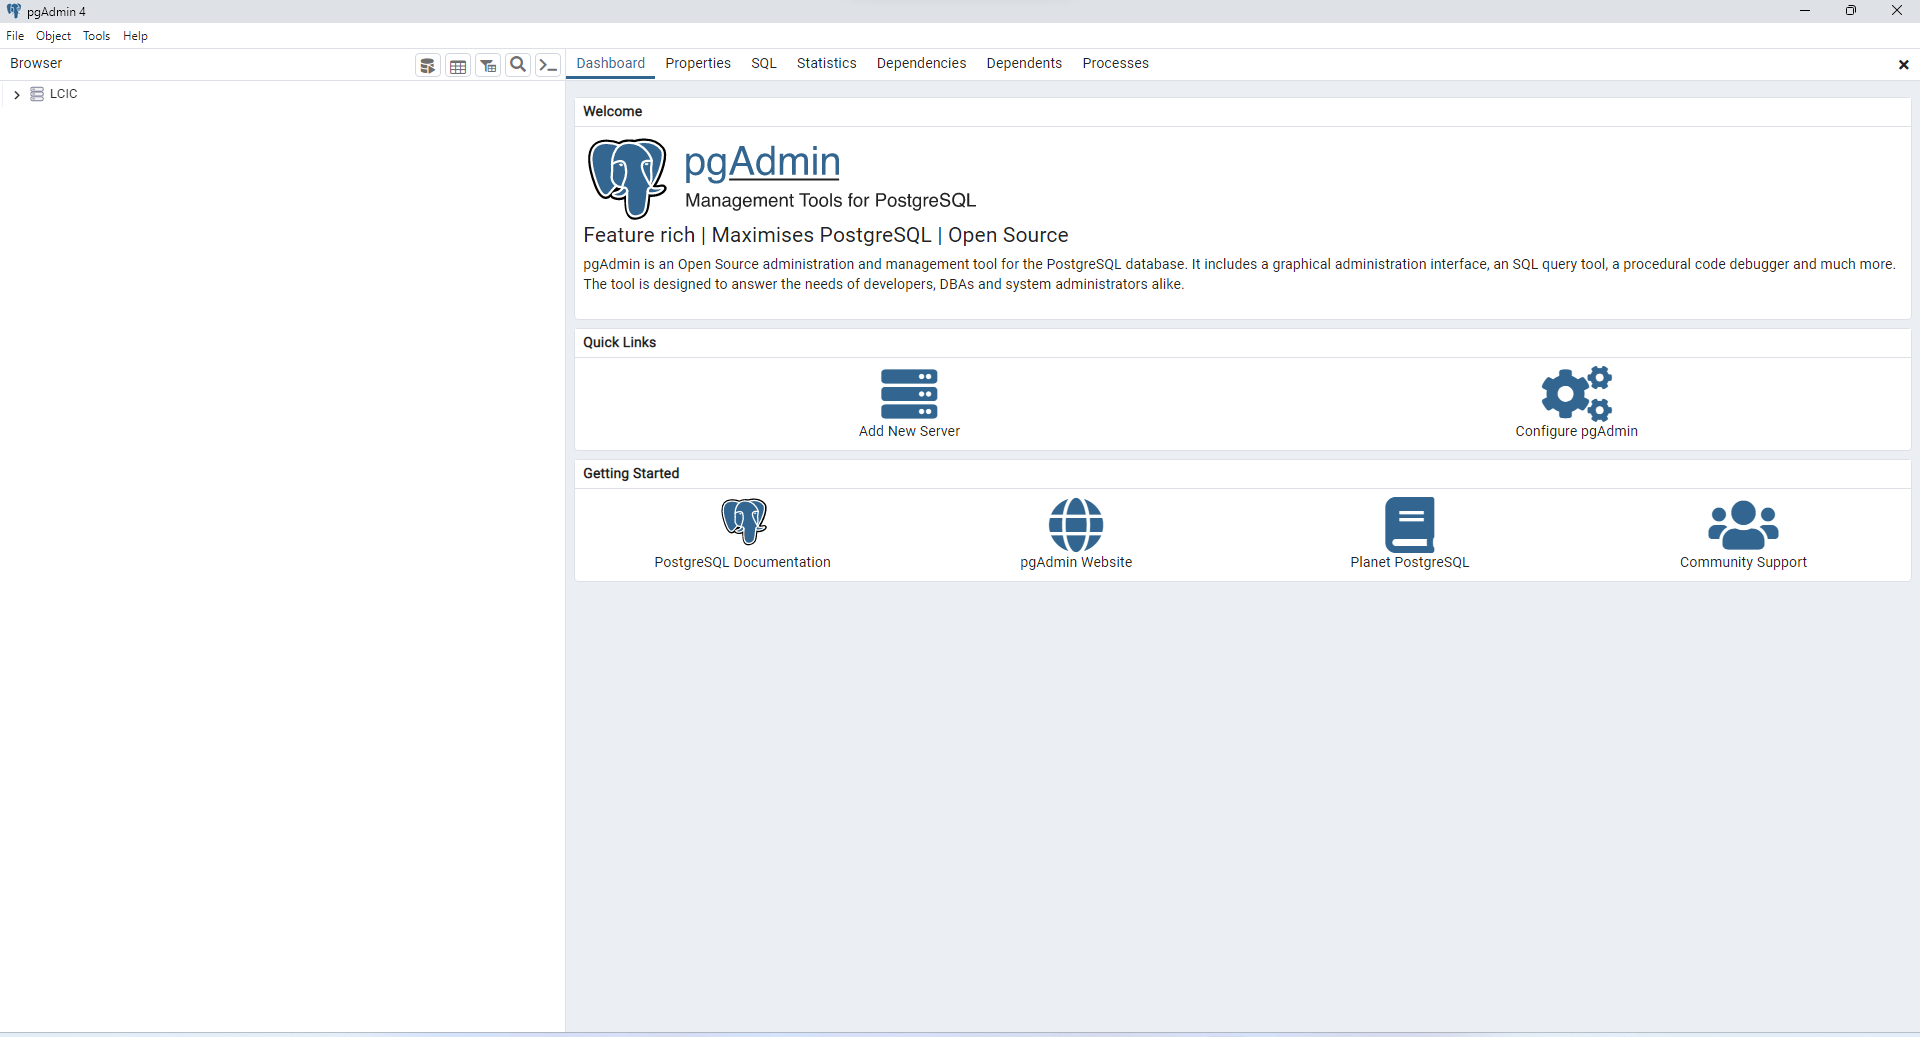 pgAdmin 4
File Object Tools Help
Browser
LCIC
Dashboard Properties SQL Statistics Dependencies Dependents Processes
Welcome
pgAdmin
Management Tools for PostgreSQL
Feature rich | Maximises PostgreSQL | Open Source
pgAdmin is an Open Source administration and management tool for the PostgreSQL database. It includes a graphical administration interface, an SQL query tool, a procedural code debugger and much more.
The tool is designed to answer the needs of developers, DBAs and system administrators alike.
Quick Links
Add New Server
Configure pgAdmin
Getting Started
PostgreSQL Documentation
pgAdmin Website
Planet PostgreSQL
Community Support